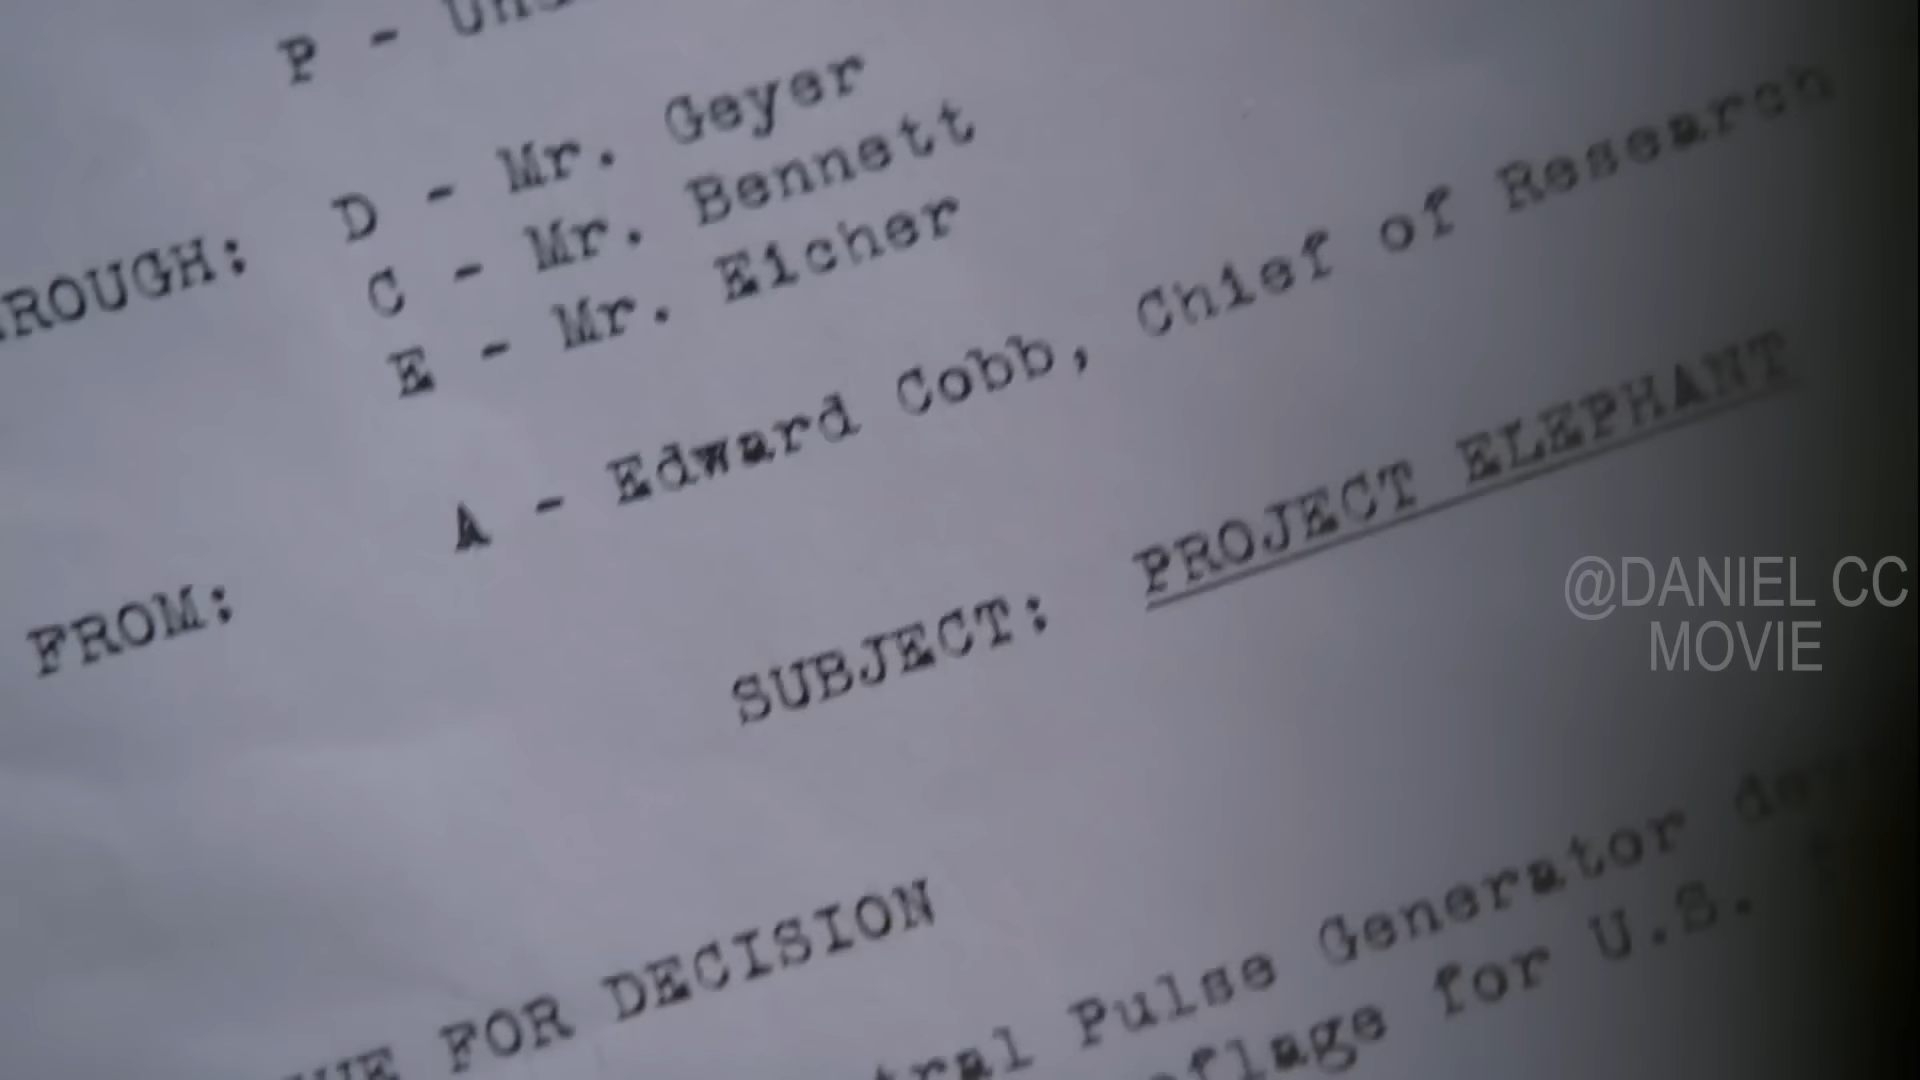 P -
ROUGH: D - Mr. Geyer
C - Mr. Bennett
E - Mr. Eicher
FROM: A - Edward Cobb, Chief of Research
SUBJECT: PROJECT ELEPHANT
@DANIEL CC
MOVIE
FOR DECISION
Pulse Generator
for U.S.